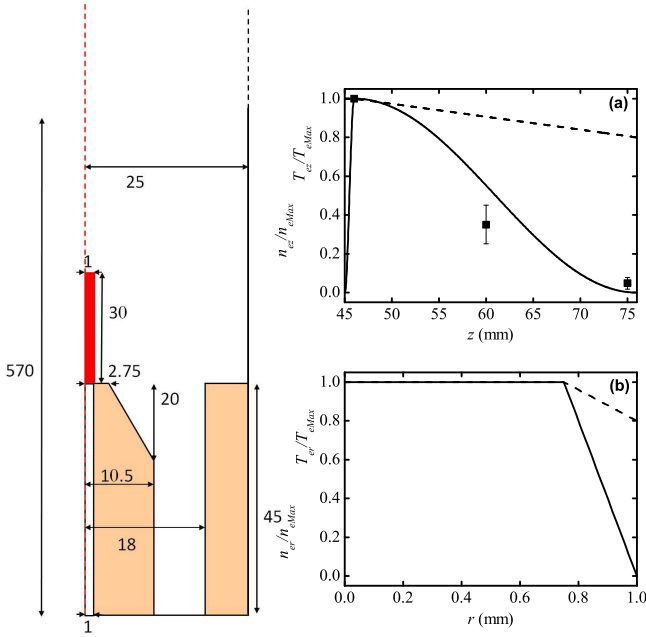 25
1
30
570
2.75
20
10.5
45
18
1
(a)
n_ez/n_eMax T_ez/T_eMax
1.0
0.8
0.6
0.4
0.2
0.0
45 50 55 60 65 70 75
z (mm)
(b)
n_er/n_eMax T_er/T_eMax
1.0
0.8
0.6
0.4
0.2
0.0
0.0 0.2 0.4 0.6 0.8 1.0
r (mm)